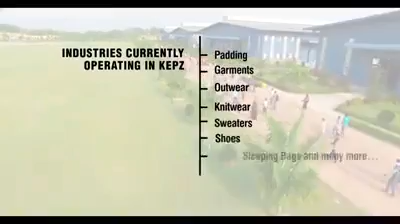 INDUSTRIES CURRENTLY
OPERATING IN KEPZ
Padding
Garments
Outwear
Knitwear
Sweaters
Shoes
Sleeping Bags and many more...